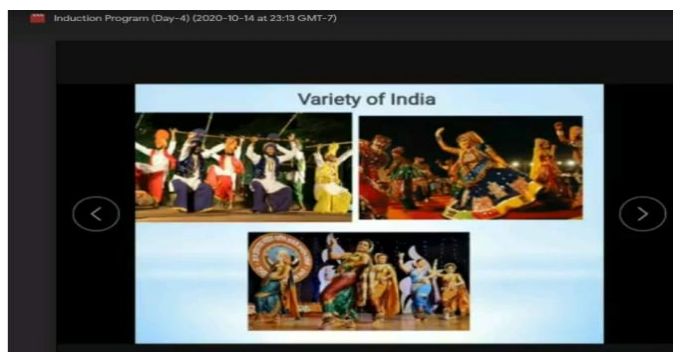 Induction Program (Day-4) (2020-10-14 at 23:13 GMT-7)
Variety of India